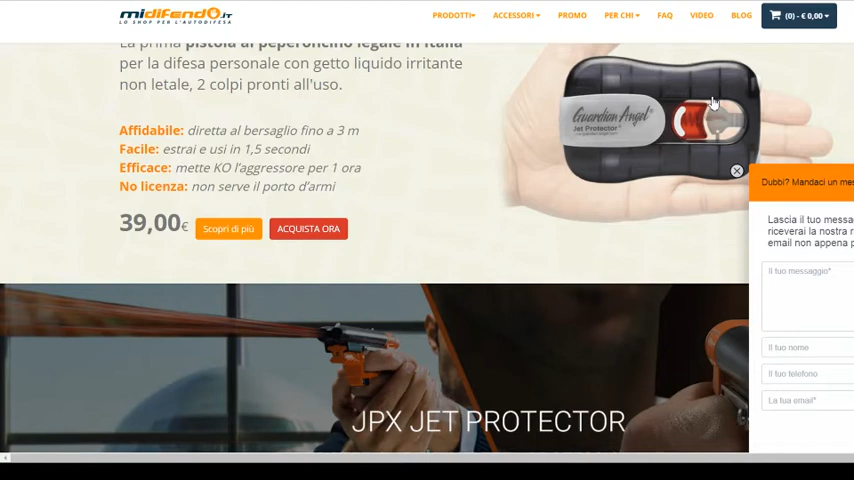 midifendo.it
LO SHOP PER L'AUTODIFESA
PRODOTTI
ACCESSORI
PROMO
PER CHI
FAQ
VIDEO
BLOG
(0) - € 0,00
La prima pistola al peperoncino legale in Italia
per la difesa personale con getto liquido irritante
non letale, 2 colpi pronti all'uso.
Affidabile: diretta al bersaglio fino a 3 m
Facile: estrai e usi in 1,5 secondi
Efficace: mette KO l'aggressore per 1 ora
No licenza: non serve il porto d'armi
39,00€
Scopri di più
ACQUISTA ORA
Guardian Angel
Jet Protector
Dubbi? Mandaci un mes
Lascia il tuo messa
riceverai la nostra r
email non appena p
Il tuo messaggio*
Il tuo nome
Il tuo telefono
La tua email*
JPX JET PROTECTOR